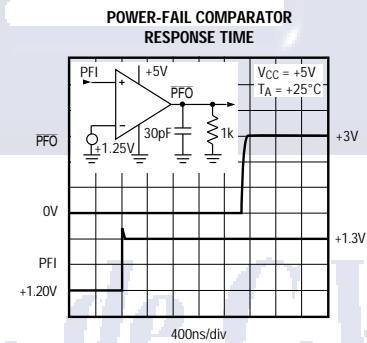 POWER-FAIL COMPARATOR
RESPONSE TIME
PFI
+5V
PFO
VCC = +5V
TA = +25°C
+
–
30pF
1k
+1.25V
PFO
+3V
0V
+1.3V
PFI
+1.20V
400ns/div